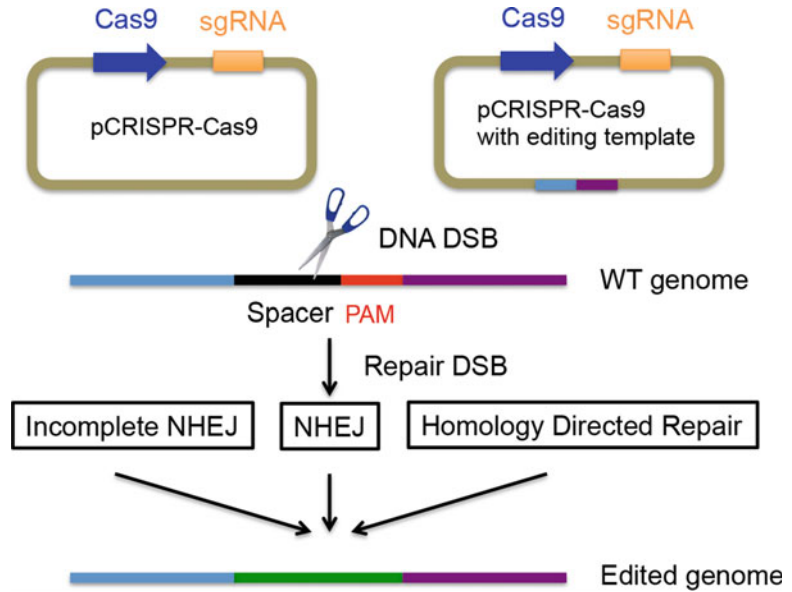 Cas9 sgRNA
pCRISPR-Cas9
Cas9 sgRNA
pCRISPR-Cas9
with editing template
DNA DSB
WT genome
Spacer PAM
Repair DSB
Incomplete NHEJ
NHEJ
Homology Directed Repair
Edited genome